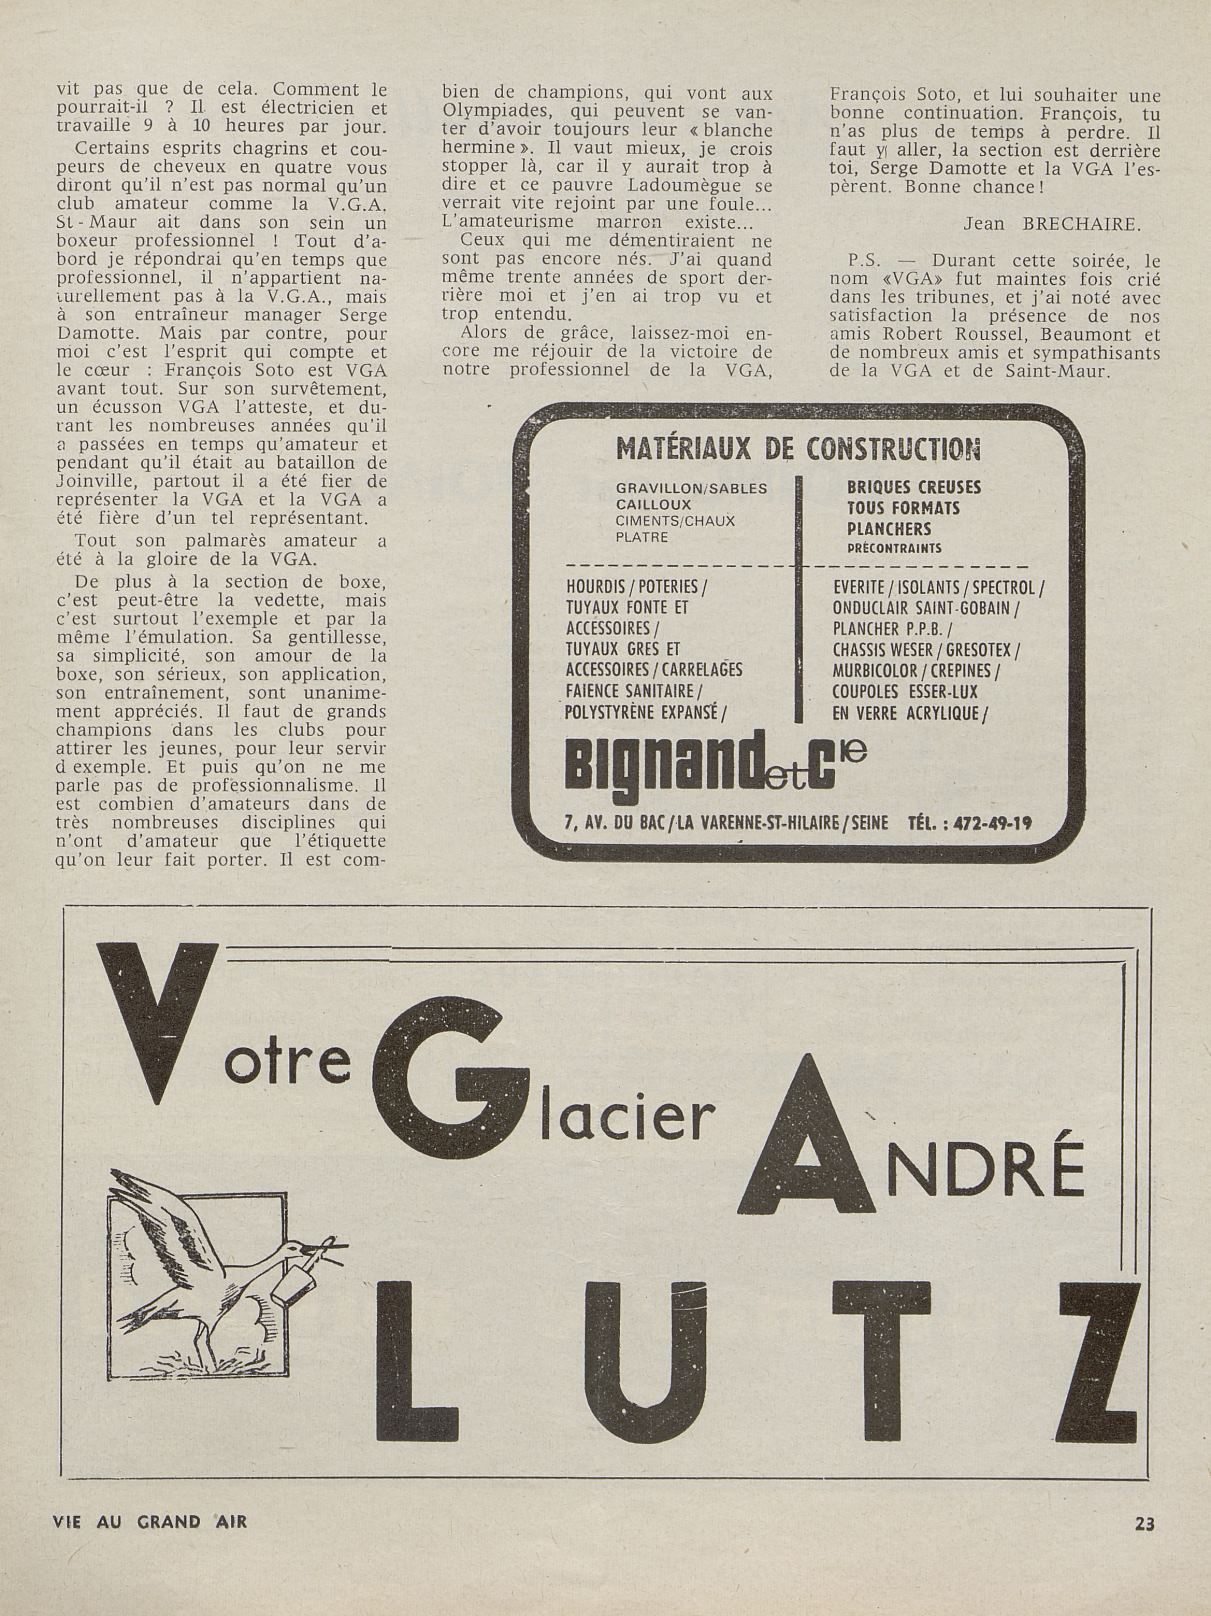 vit pas que de cela. Comment le
pourrait-il ? Il est électricien et
travaille 9 à 10 heures par jour.
Certains esprits chagrins et cou-
peurs de cheveux en quatre vous
diront qu'il n'est pas normal qu'un
club amateur comme la V.G.A.
St-Maur ait dans son sein un
boxeur professionnel ! Tout d'a-
bord je répondrai qu'en temps que
professionnel, il n'appartient na-
turellement pas à la V.G.A., mais
à son entraîneur manager Serge
Damotte. Mais par contre, pour
moi c'est l'esprit qui compte et
le cœur : François Soto est VGA
avant tout. Sur son survêtement,
un écusson VGA l'atteste, et du-
rant les nombreuses années qu'il
a passées en temps qu'amateur et
pendant qu'il était au bataillon de
Joinville, partout il a été fier de
représenter la VGA et la VGA a
été fière d'un tel représentant.
Tout son palmarès amateur a
été à la gloire de la VGA.
De plus à la section de boxe,
c'est peut-être la vedette, mais
c'est surtout l'exemple et par la
même l'émulation. Sa gentillesse,
sa simplicité, son amour de la
boxe, son sérieux, son application,
son entraînement, sont unanime-
ment appréciés. Il faut de grands
champions dans les clubs pour
attirer les jeunes, pour leur servir
d exemple. Et puis qu'on ne me
parle pas de professionnalisme. Il
est combien d'amateurs dans de
très nombreuses disciplines qui
n'ont d'amateur que l'étiquette
qu'on leur fait porter. Il est com-
bien de champions, qui vont aux
Olympiades, qui peuvent se van-
ter d'avoir toujours leur « blanche
hermine ». Il vaut mieux, je crois
stopper là, car il y aurait trop à
dire et ce pauvre Ladoumègue se
verrait vite rejoint par une foule...
L'amateurisme marron existe...
Ceux qui me démentiraient ne
sont pas encore nés. J'ai quand
même trente années de sport der-
rière moi et j'en ai trop vu et
trop entendu.
Alors de grâce, laissez-moi en-
core me réjouir de la victoire de
notre professionnel de la VGA,
François Soto, et lui souhaiter une
bonne continuation. François, tu
n'as plus de temps à perdre. Il
faut y aller, la section est derrière
toi, Serge Damotte et la VGA l'es-
pèrent. Bonne chance !
Jean BRECHAIRE.
P.S. — Durant cette soirée, le
nom «VGA» fut maintes fois crié
dans les tribunes, et j'ai noté avec
satisfaction la présence de nos
amis Robert Roussel, Beaumont et
de nombreux amis et sympathisants
de la VGA et de Saint-Maur.
MATÉRIAUX DE CONSTRUCTION
GRAVILLON/SABLES
CAILLOUX
CIMENTS/CHAUX
PLATRE
BRIQUES CREUSES
TOUS FORMATS
PLANCHERS
PRÉCONTRAINTS
HOURDIS / POTERIES /
TUYAUX FONTE ET
ACCESSOIRES /
TUYAUX GRES ET
ACCESSOIRES / CARRELAGES
FAIENCE SANITAIRE /
POLYSTYRÈNE EXPANSÉ /
EVERITE / ISOLANTS / SPECTROL /
ONDUCLAIR SAINT-GOBAIN /
PLANCHER P.P.B. /
CHASSIS WESER / GRESOTEX /
MURBICOLOR / CREPINES /
COUPOLES ESSER-LUX
EN VERRE ACRYLIQUE /
BIgnand et Cie
7, AV. DU BAC / LA VARENNE-ST-HILAIRE / SEINE TÉL. : 472-49-19
Votre Glacier ANDRÉ
LUTZ
VIE AU GRAND AIR
23